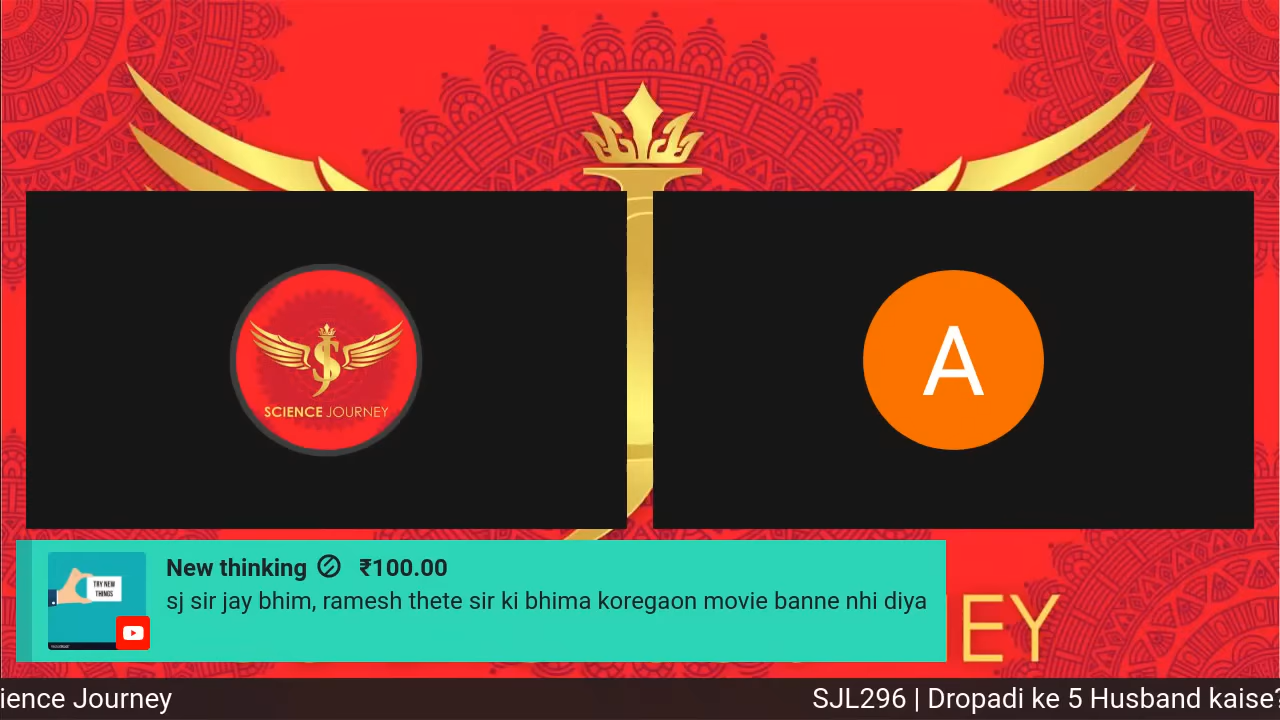 SCIENCE JOURNEY
A
TRY NEW
THINGS
New thinking ₹100.00
sj sir jay bhim, ramesh thete sir ki bhima koregaon movie banne nhi diya
EY
ience Journey
SJL296 | Dropadi ke 5 Husband kaise?